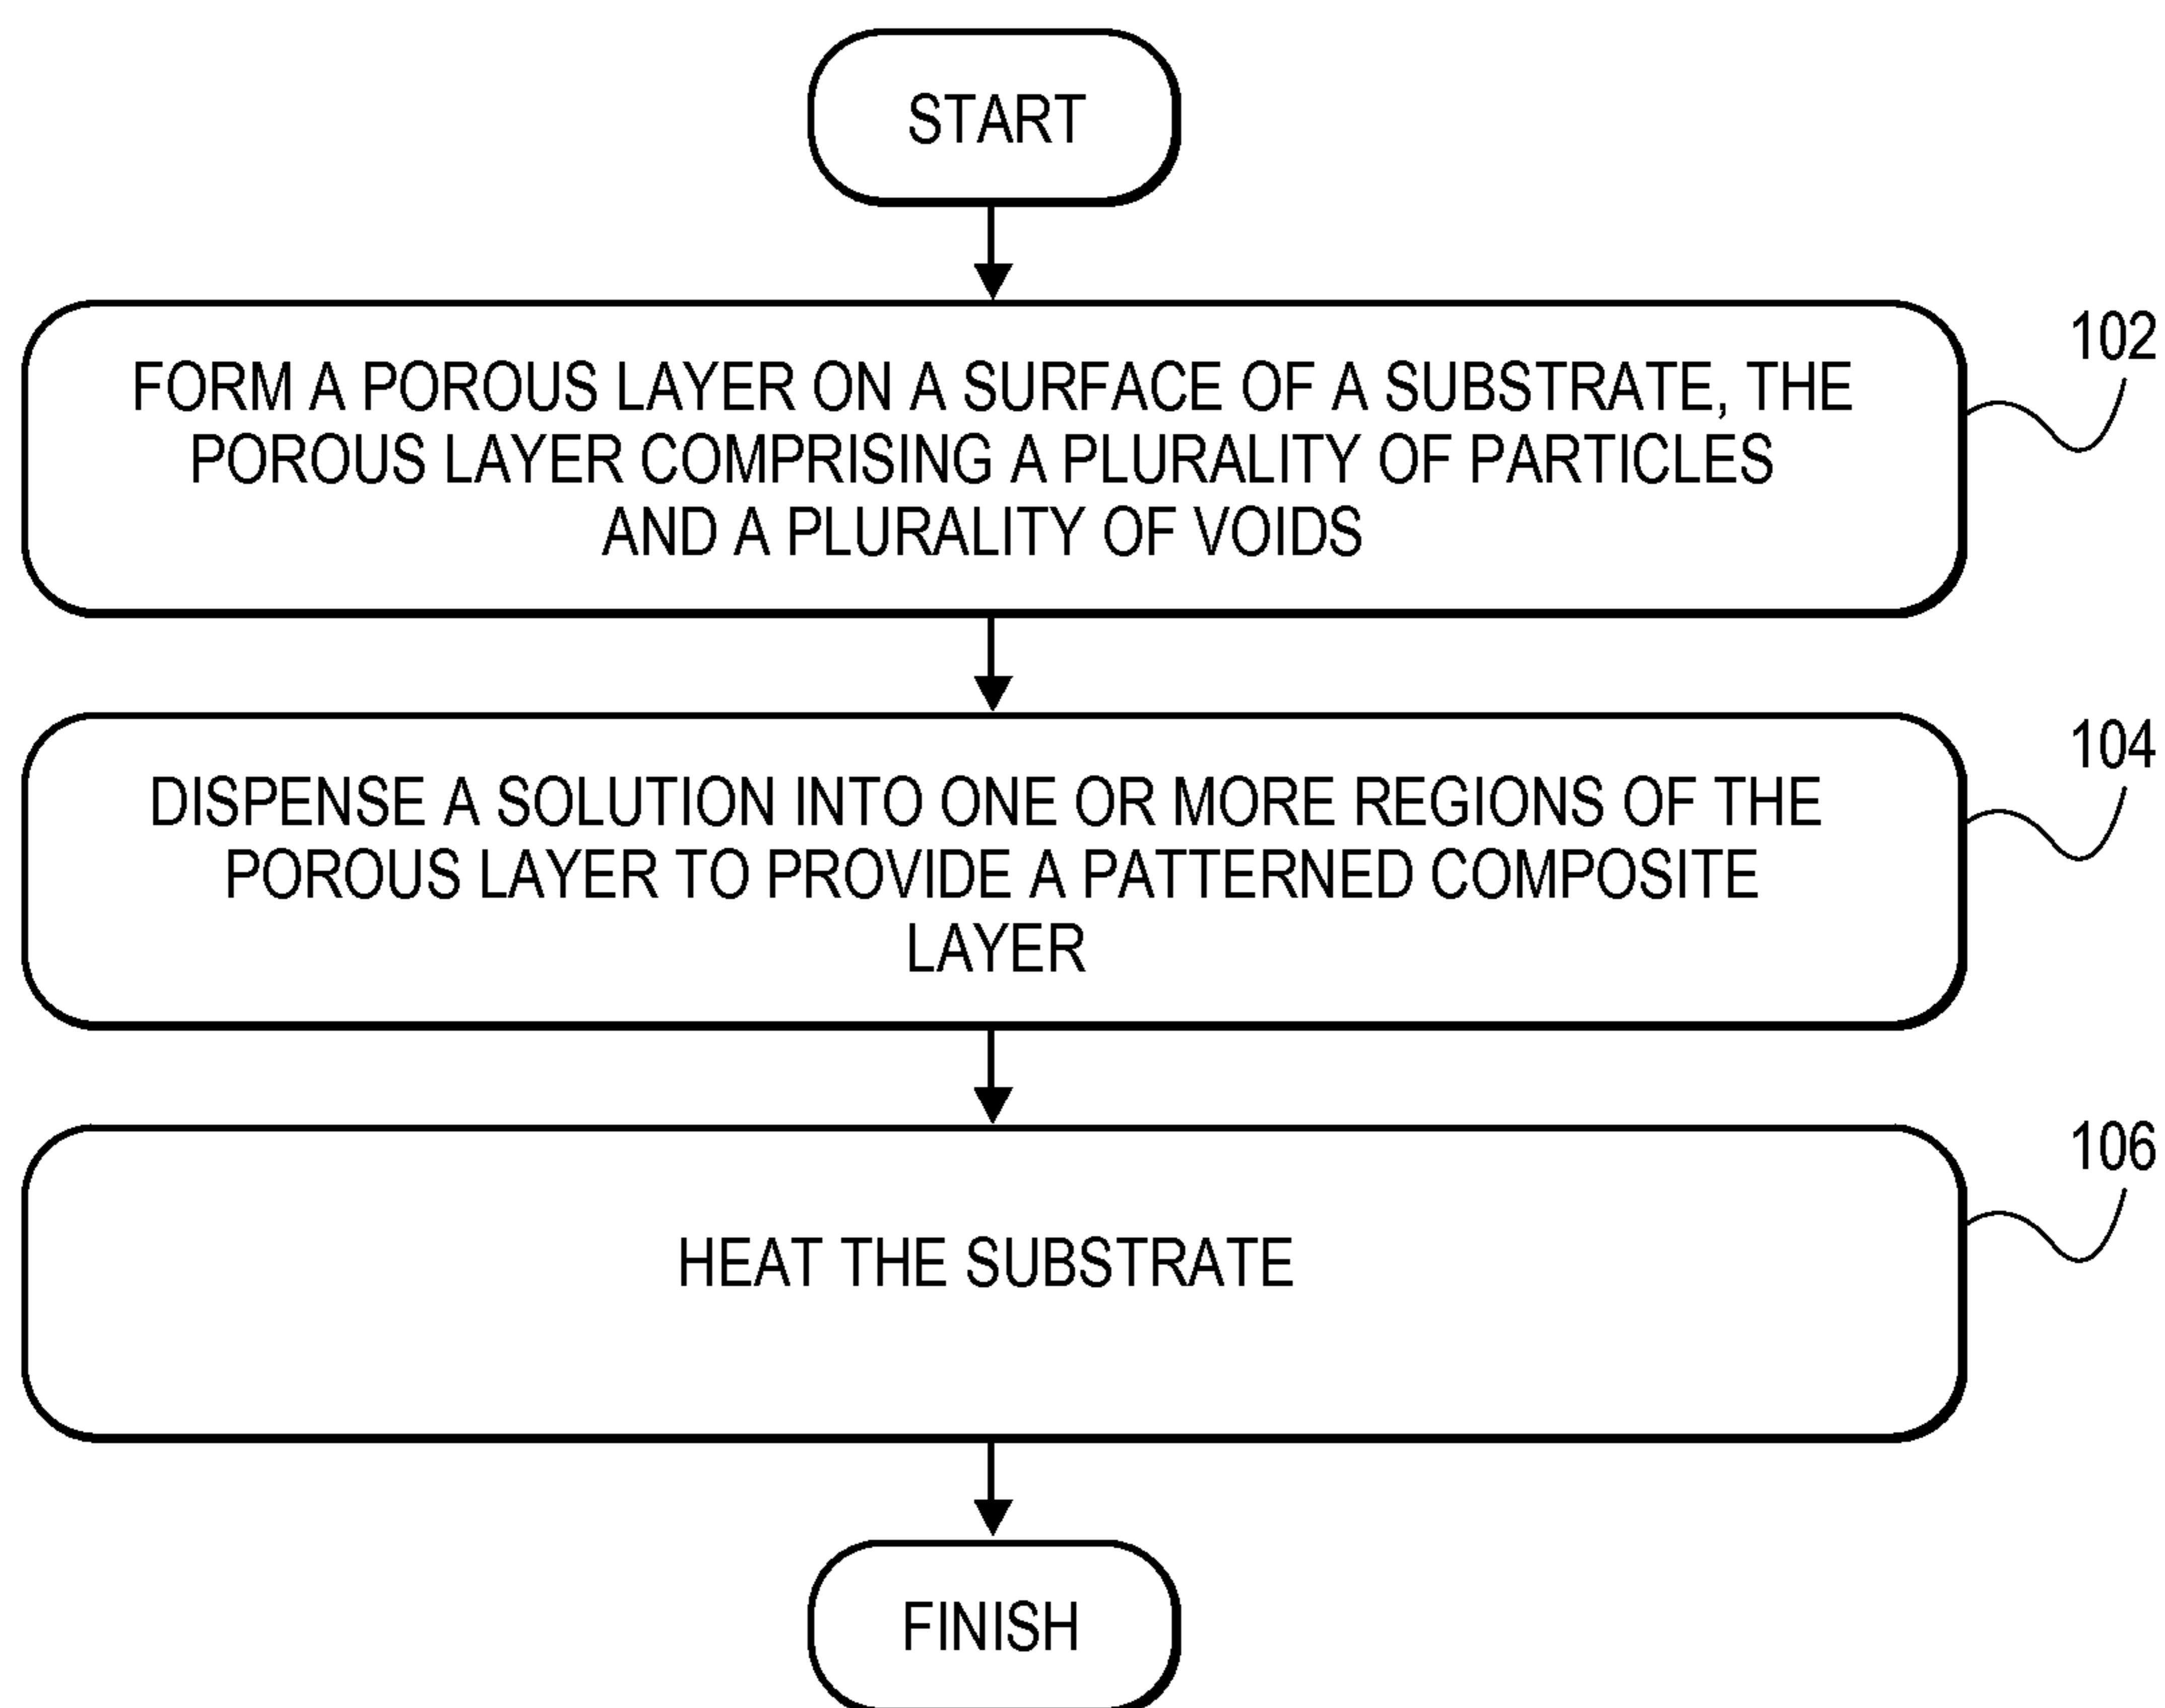 START
102
FORM A POROUS LAYER ON A SURFACE OF A SUBSTRATE, THE
POROUS LAYER COMPRISING A PLURALITY OF PARTICLES
AND A PLURALITY OF VOIDS
104
DISPENSE A SOLUTION INTO ONE OR MORE REGIONS OF THE
POROUS LAYER TO PROVIDE A PATTERNED COMPOSITE
LAYER
106
HEAT THE SUBSTRATE
FINISH